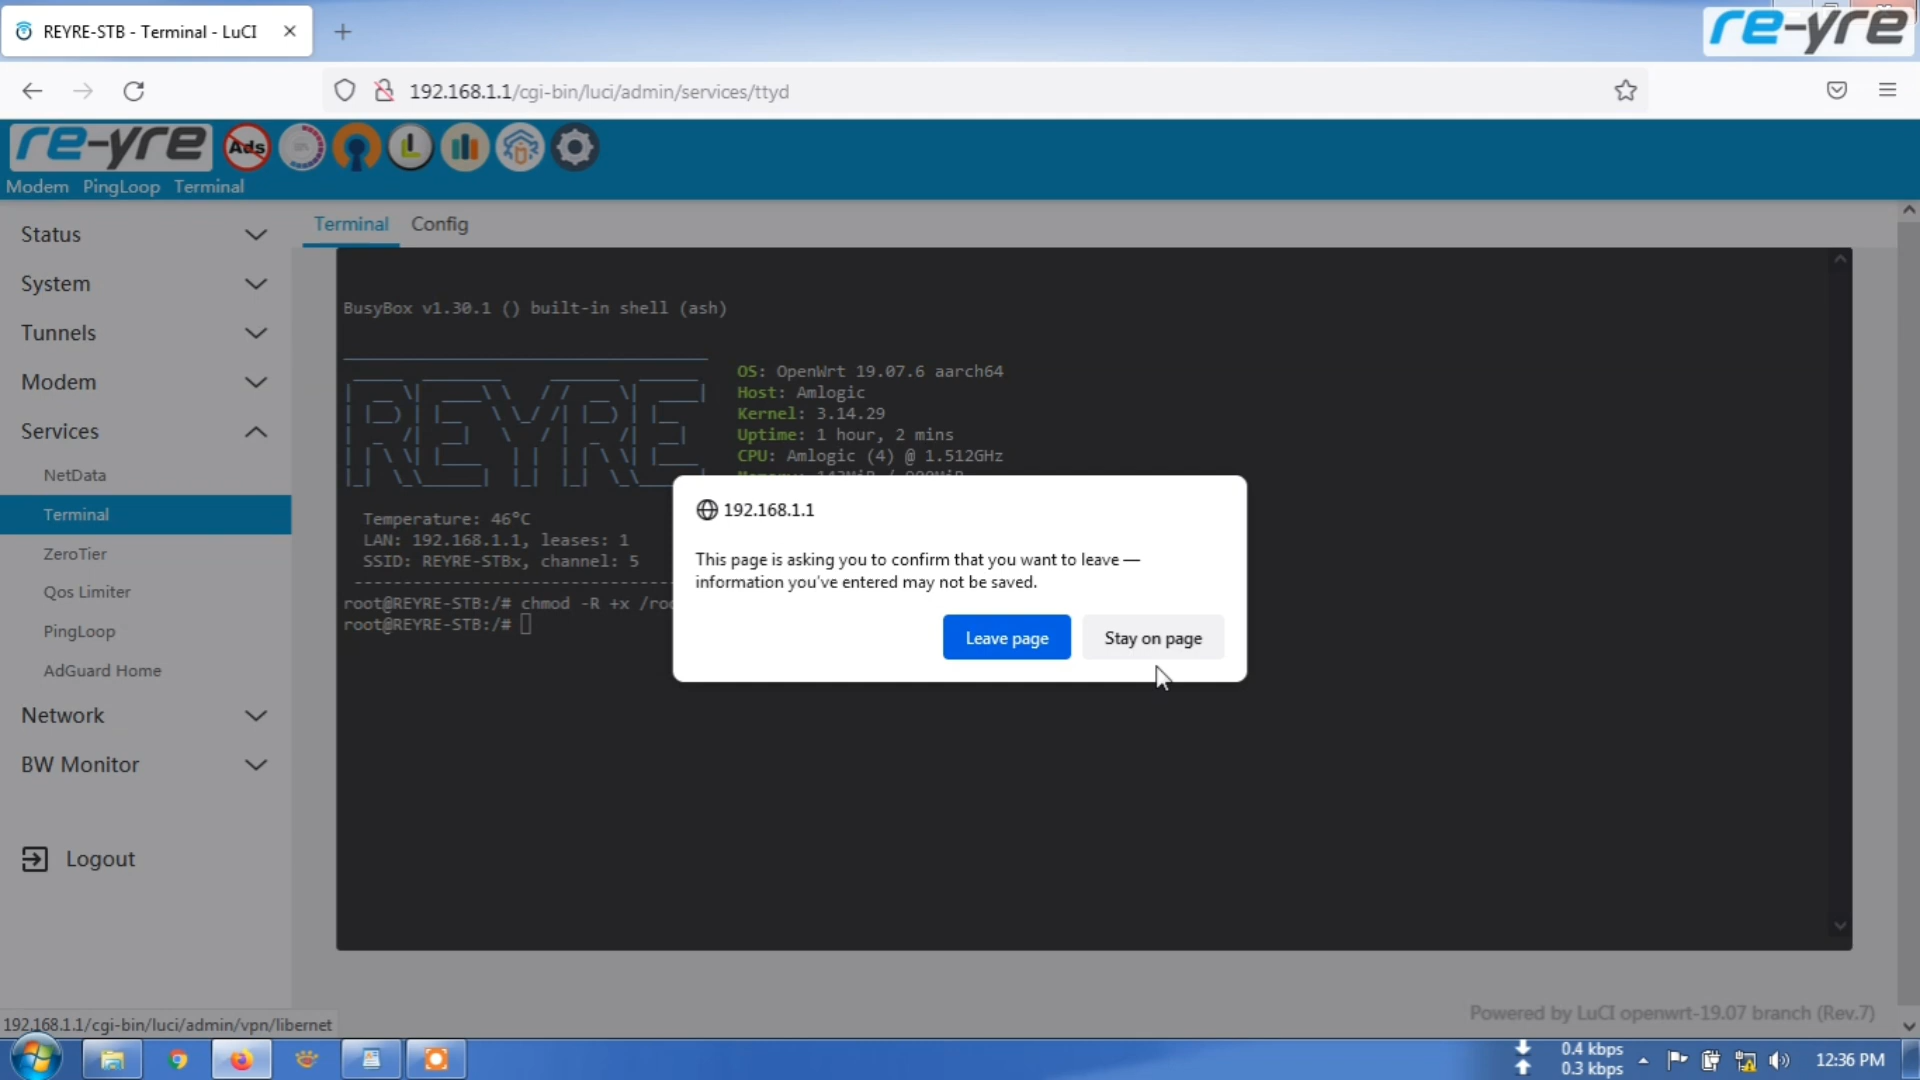 REYRE-STB - Terminal - LuCI
re-yre
192.168.1.1/cgi-bin/luci/admin/services/ttyd
re-yre
Ads
Modem PingLoop Terminal
Status
System
Tunnels
Modem
Services
NetData
Terminal
ZeroTier
Qos Limiter
PingLoop
AdGuard Home
Network
BW Monitor
Logout
Terminal Config
BusyBox v1.30.1 () built-in shell (ash)
REYRE
OS: OpenWrt 19.07.6 aarch64
Host: Amlogic
Kernel: 3.14.29
Uptime: 1 hour, 2 mins
CPU: Amlogic (4) @ 1.512GHz
Temperature: 46°C
LAN: 192.168.1.1, leases: 1
SSID: REYRE-STBx, channel: 5
root@REYRE-STB:/# chmod -R +x /roo
root@REYRE-STB:/#
192.168.1.1
This page is asking you to confirm that you want to leave —
information you've entered may not be saved.
Leave page Stay on page
Powered by LuCI openwrt-19.07 branch (Rev.7)
192.168.1.1/cgi-bin/luci/admin/vpn/libernet
0.4 kbps
0.3 kbps
12:36 PM